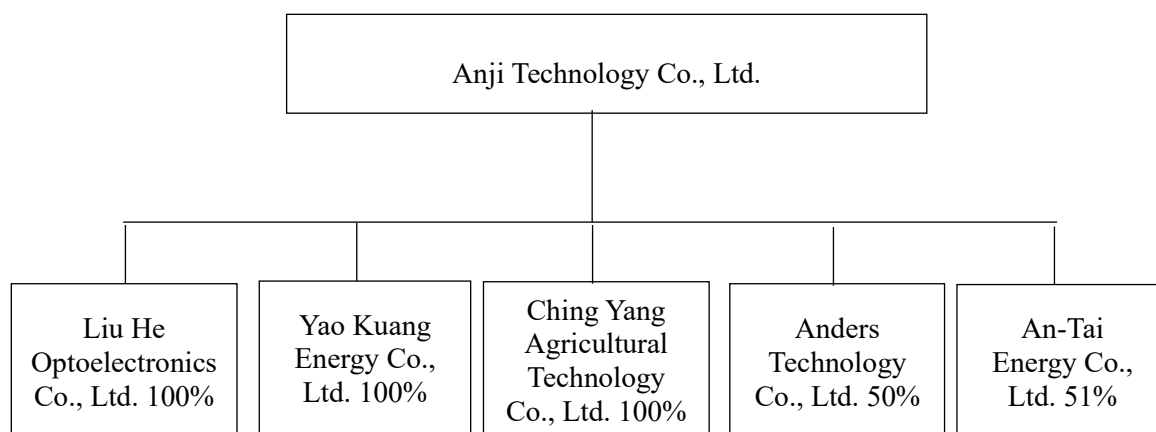 Anji Technology Co., Ltd.
Liu He
Optoelectronics
Co., Ltd. 100%
Yao Kuang
Energy Co.,
Ltd. 100%
Ching Yang
Agricultural
Technology
Co., Ltd. 100%
Anders
Technology
Co., Ltd. 50%
An-Tai
Energy Co.,
Ltd. 51%